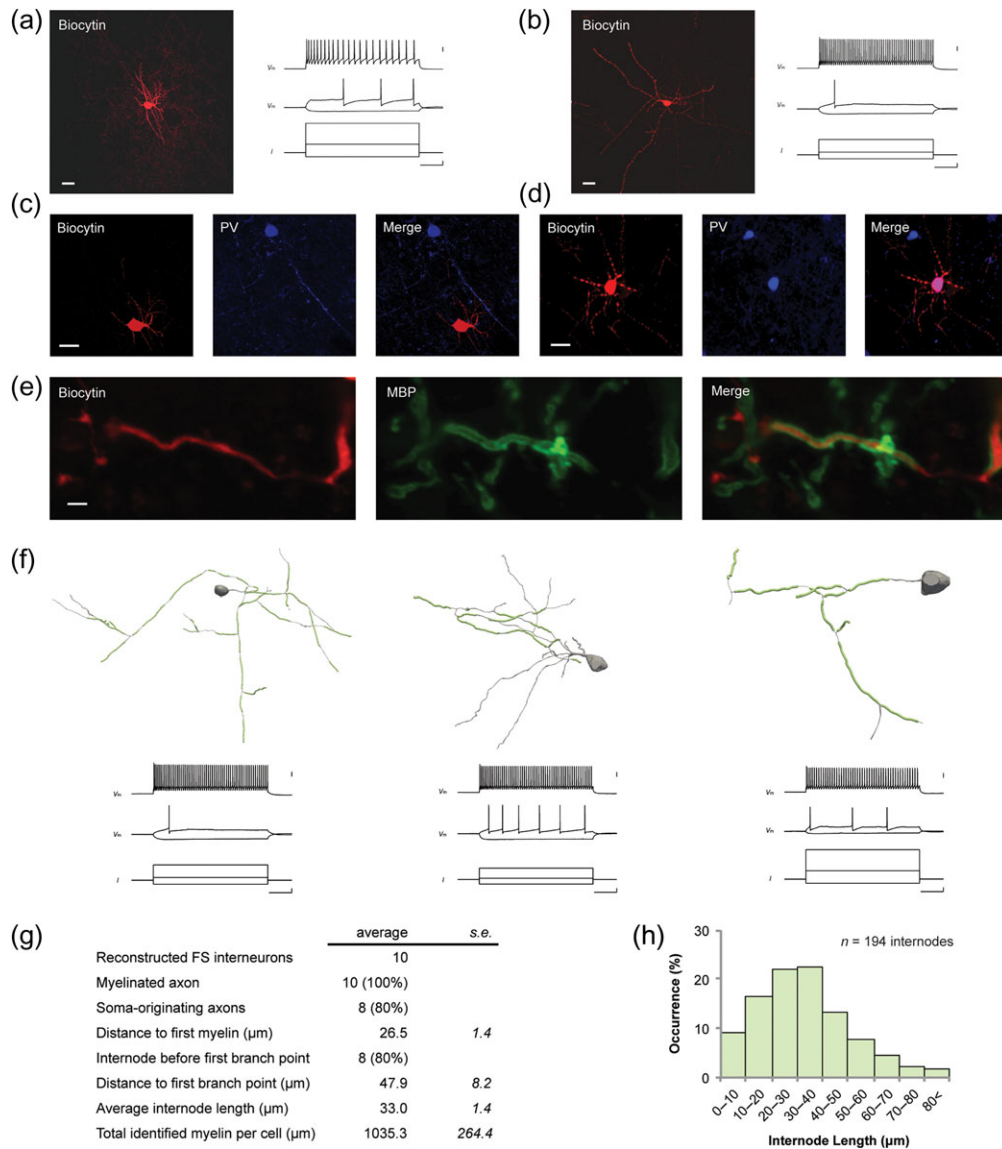 (a)
Biocytin
Vm
Vm
I
(b)
Biocytin
Vm
Vm
I
(c)
Biocytin
PV
Merge
(d)
Biocytin
PV
Merge
(e)
Biocytin
MBP
Merge
(f)
Vm
Vm
I
Vm
Vm
I
Vm
Vm
I
(g)
average s.e.
Reconstructed FS interneurons 10
Myelinated axon 10 (100%)
Soma-originating axons 8 (80%)
Distance to first myelin (µm) 26.5 1.4
Internode before first branch point 8 (80%)
Distance to first branch point (µm) 47.9 8.2
Average internode length (µm) 33.0 1.4
Total identified myelin per cell (µm) 1035.3 264.4
(h)
n = 194 internodes
Occurrence (%)
30
20
10
0
0–10
10–20
20–30
30–40
40–50
50–60
60–70
70–80
80<
Internode Length (µm)